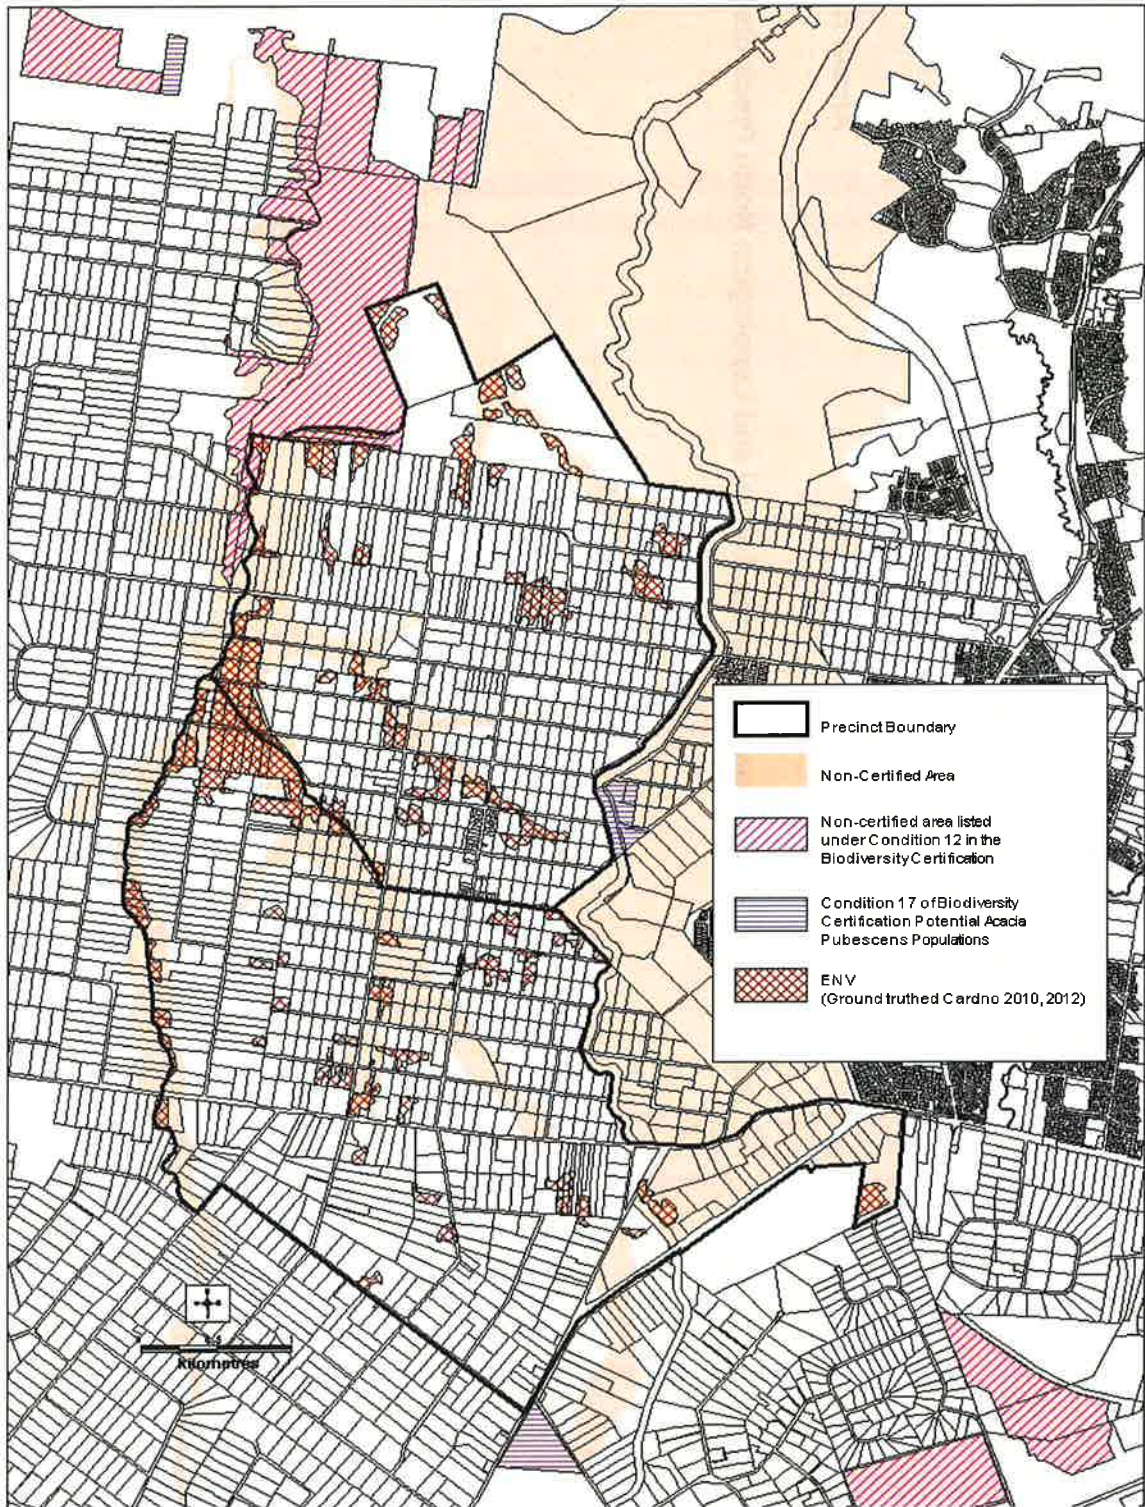 Precinct Boundary
Non-Certified Area
Non-certified area listed
under Condition 12 in the
Biodiversity Certification
Condition 17 of Biodiversity
Certification Potential Acacia
Pubescens Populations
ENV
(Ground truthed Cardno 2010, 2012)
kilometres